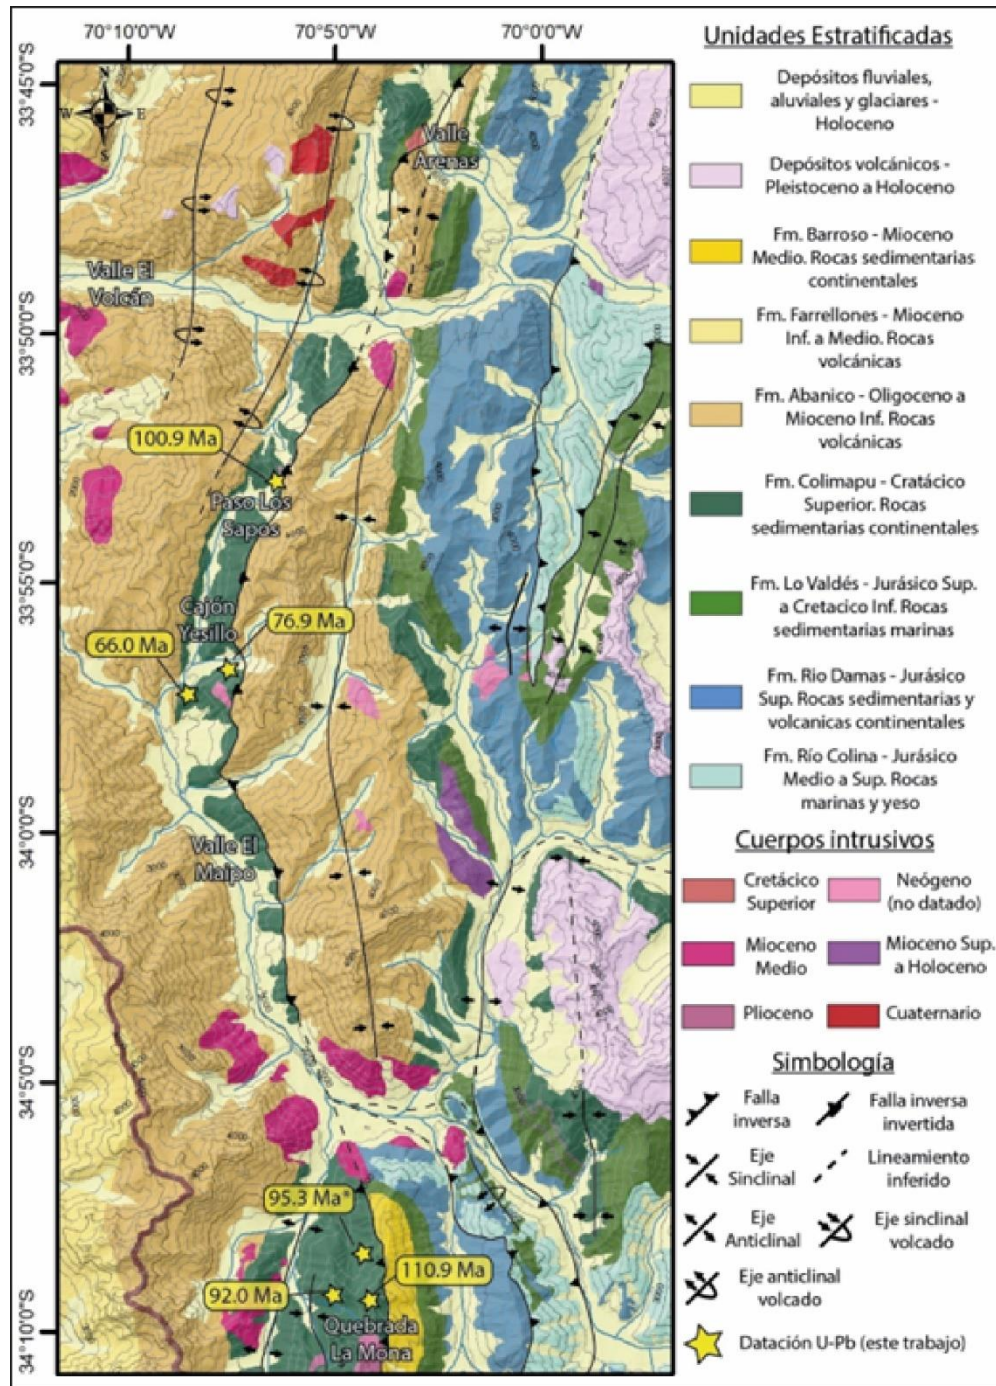 70°10'0"W
70°5'0"W
70°0'0"W
33°45'0"S
33°50'0"S
33°55'0"S
34°0'0"S
34°5'0"S
34°10'0"S
N
W
E
S
Valle
Arenas
Valle El
Volcán
100.9 Ma
Paso Los
Sapos
Cajón
Yesillo
76.9 Ma
66.0 Ma
Valle El
Maipo
95.3 Ma*
110.9 Ma
92.0 Ma
Quebrada
La Mona
Unidades Estratificadas
Depósitos fluviales,
aluviales y glaciares -
Holoceno
Depósitos volcánicos -
Pleistoceno a Holoceno
Fm. Barroso - Mioceno
Medio. Rocas sedimentarias
continentales
Fm. Farrellones - Mioceno
Inf. a Medio. Rocas
volcánicas
Fm. Abanico - Oligoceno a
Mioceno Inf. Rocas
volcánicas
Fm. Colimapu - Cratácico
Superior. Rocas
sedimentarias continentales
Fm. Lo Valdés - Jurásico Sup.
a Cretacico Inf. Rocas
sedimentarias marinas
Fm. Rio Damas - Jurásico
Sup. Rocas sedimentarias y
volcanicas continentales
Fm. Río Colina - Jurásico
Medio a Sup. Rocas
marinas y yeso
Cuerpos intrusivos
Cretácico
Superior
Neógeno
(no datado)
Mioceno
Medio
Mioceno Sup.
a Holoceno
Plioceno
Cuaternario
Simbología
Falla
inversa
Falla inversa
invertida
Eje
Sinclinal
Lineamiento
inferido
Eje
Anticlinal
Eje sinclinal
volcado
Eje anticlinal
volcado
Datación U-Pb (este trabajo)